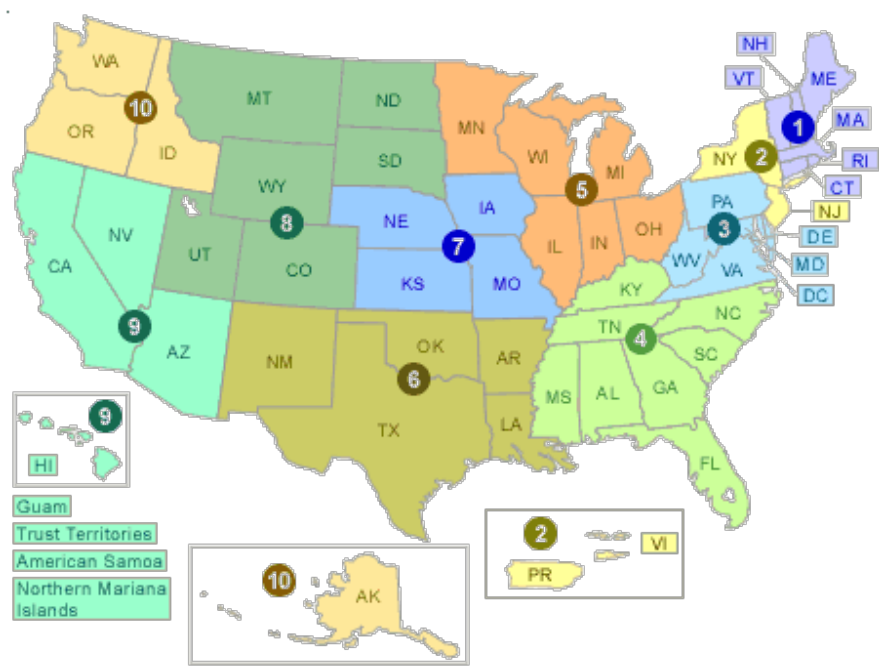 NH
VT
ME
WA
MT
ND
10
MN
1
MA
OR
ID
SD
WI
NY
2
RI
MI
CT
WY
5
PA
NJ
NE
IA
8
3
DE
NV
7
OH
UT
IL
IN
MD
CA
CO
WV
VA
KS
MO
KY
DC
NC
9
TN
4
OK
AZ
NM
AR
SC
6
GA
MS
AL
9
LA
TX
HI
FL
Guam
Trust Territories
2
VI
American Samoa
PR
10
Northern Mariana
Islands
AK